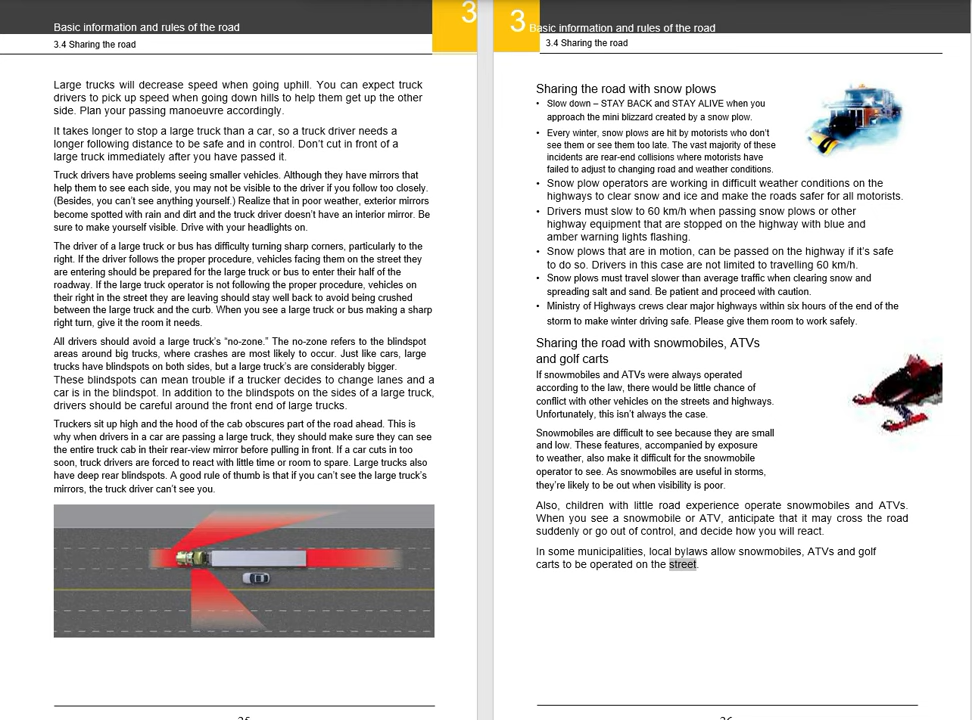 3
Basic information and rules of the road
3.4 Sharing the road
Large trucks will decrease speed when going uphill. You can expect truck
drivers to pick up speed when going down hills to help them get up the other
side. Plan your passing manoeuvre accordingly.
It takes longer to stop a large truck than a car, so a truck driver needs a
longer following distance to be safe and in control. Don't cut in front of a
large truck immediately after you have passed it.
Truck drivers have problems seeing smaller vehicles. Although they have mirrors that
help them to see each side, you may not be visible to the driver if you follow too closely.
(Besides, you can't see anything yourself.) Realize that in poor weather, exterior mirrors
become spotted with rain and dirt and the truck driver doesn't have an interior mirror. Be
sure to make yourself visible. Drive with your headlights on.
The driver of a large truck or bus has difficulty turning sharp corners, particularly to the
right. If the driver follows the proper procedure, vehicles facing them on the street they
are entering should be prepared for the large truck or bus to enter their half of the
roadway. If the large truck operator is not following the proper procedure, vehicles on
their right in the street they are leaving should stay well back to avoid being crushed
between the large truck and the curb. When you see a large truck or bus making a sharp
right turn, give it the room it needs.
All drivers should avoid a large truck's “no-zone.” The no-zone refers to the blindspot
areas around big trucks, where crashes are most likely to occur. Just like cars, large
trucks have blindspots on both sides, but a large truck's are considerably bigger.
These blindspots can mean trouble if a trucker decides to change lanes and a
car is in the blindspot. In addition to the blindspots on the sides of a large truck,
drivers should be careful around the front end of large trucks.
Truckers sit up high and the hood of the cab obscures part of the road ahead. This is
why when drivers in a car are passing a large truck, they should make sure they can see
the entire truck cab in their rear-view mirror before pulling in front. If a car cuts in too
soon, truck drivers are forced to react with little time or room to spare. Large trucks also
have deep rear blindspots. A good rule of thumb is that if you can't see the large truck's
mirrors, the truck driver can't see you.
3
Basic information and rules of the road
3.4 Sharing the road
Sharing the road with snow plows
• Slow down – STAY BACK and STAY ALIVE when you
approach the mini blizzard created by a snow plow.
• Every winter, snow plows are hit by motorists who don't
see them or see them too late. The vast majority of these
incidents are rear-end collisions where motorists have
failed to adjust to changing road and weather conditions.
• Snow plow operators are working in difficult weather conditions on the
highways to clear snow and ice and make the roads safer for all motorists.
• Drivers must slow to 60 km/h when passing snow plows or other
highway equipment that are stopped on the highway with blue and
amber warning lights flashing.
• Snow plows that are in motion, can be passed on the highway if it's safe
to do so. Drivers in this case are not limited to travelling 60 km/h.
• Snow plows must travel slower than average traffic when clearing snow and
spreading salt and sand. Be patient and proceed with caution.
• Ministry of Highways crews clear major highways within six hours of the end of the
storm to make winter driving safe. Please give them room to work safely.
Sharing the road with snowmobiles, ATVs
and golf carts
If snowmobiles and ATVs were always operated
according to the law, there would be little chance of
conflict with other vehicles on the streets and highways.
Unfortunately, this isn't always the case.
Snowmobiles are difficult to see because they are small
and low. These features, accompanied by exposure
to weather, also make it difficult for the snowmobile
operator to see. As snowmobiles are useful in storms,
they're likely to be out when visibility is poor.
Also, children with little road experience operate snowmobiles and ATVs.
When you see a snowmobile or ATV, anticipate that it may cross the road
suddenly or go out of control, and decide how you will react.
In some municipalities, local bylaws allow snowmobiles, ATVs and golf
carts to be operated on the street.